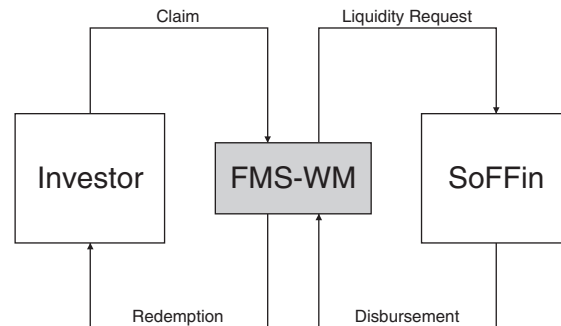 Claim
Liquidity Request
Investor
FMS-WM
SoFFin
Redemption
Disbursement